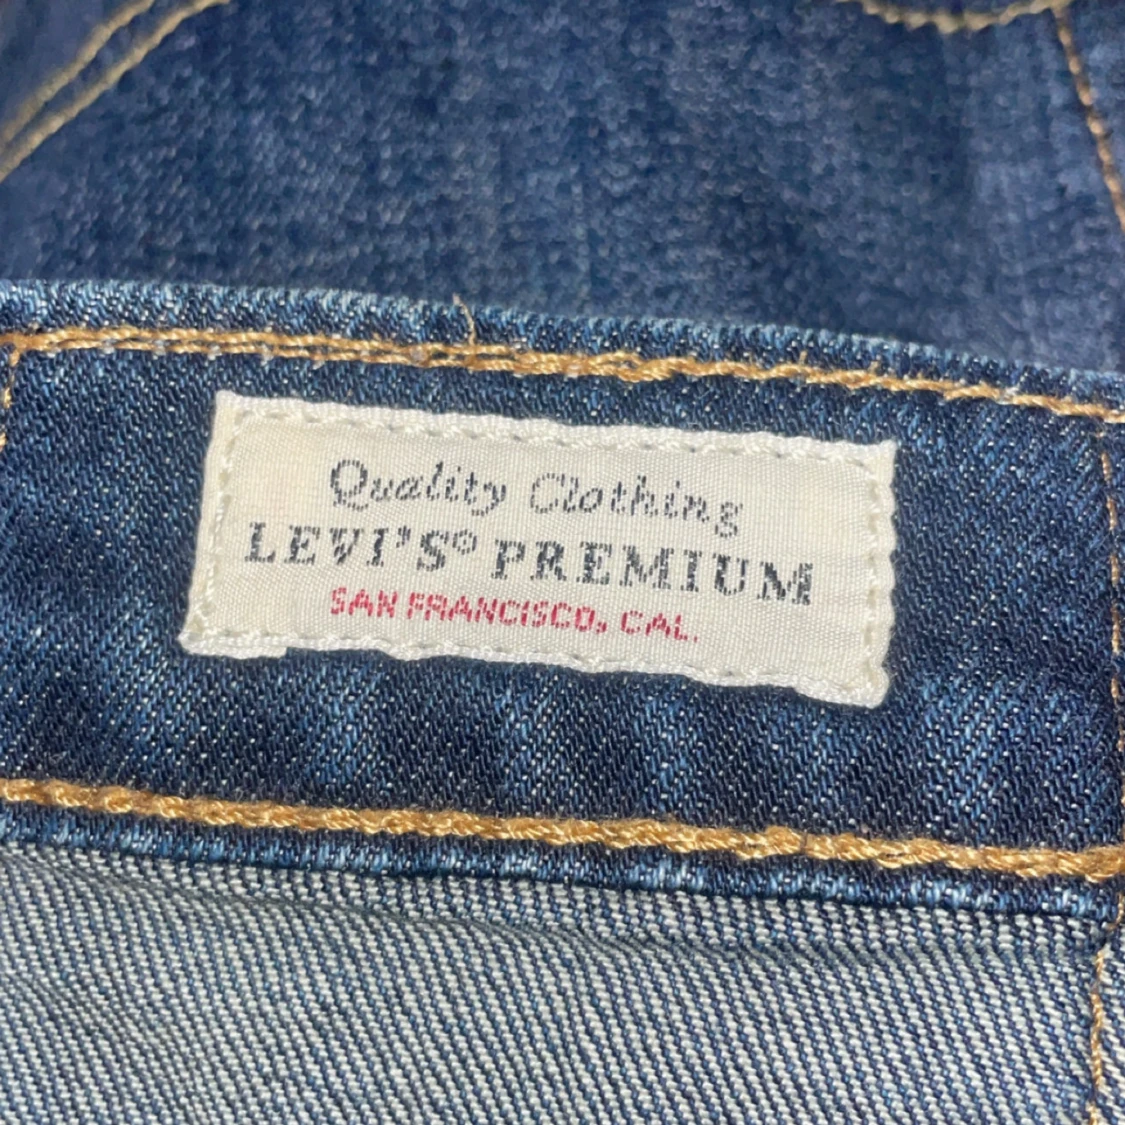 Quality Clothing
LEVI'S® PREMIUM
SAN FRANCISCO, CAL.